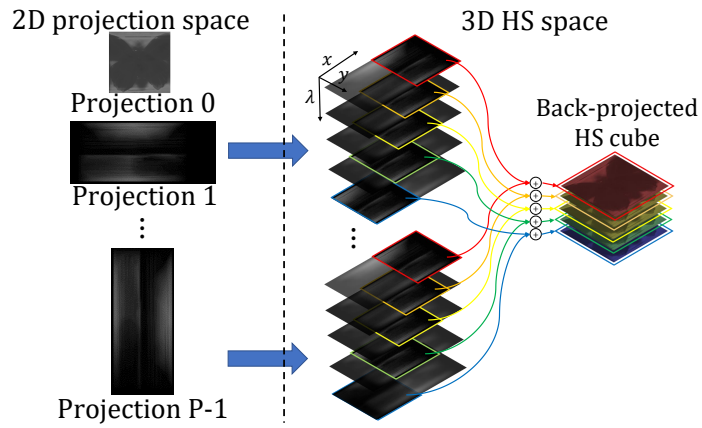 2D projection space
Projection 0
Projection 1
⋮
Projection P-1
3D HS space
x
y
λ
⋮
Back-projected
HS cube
+
+
+
+
+